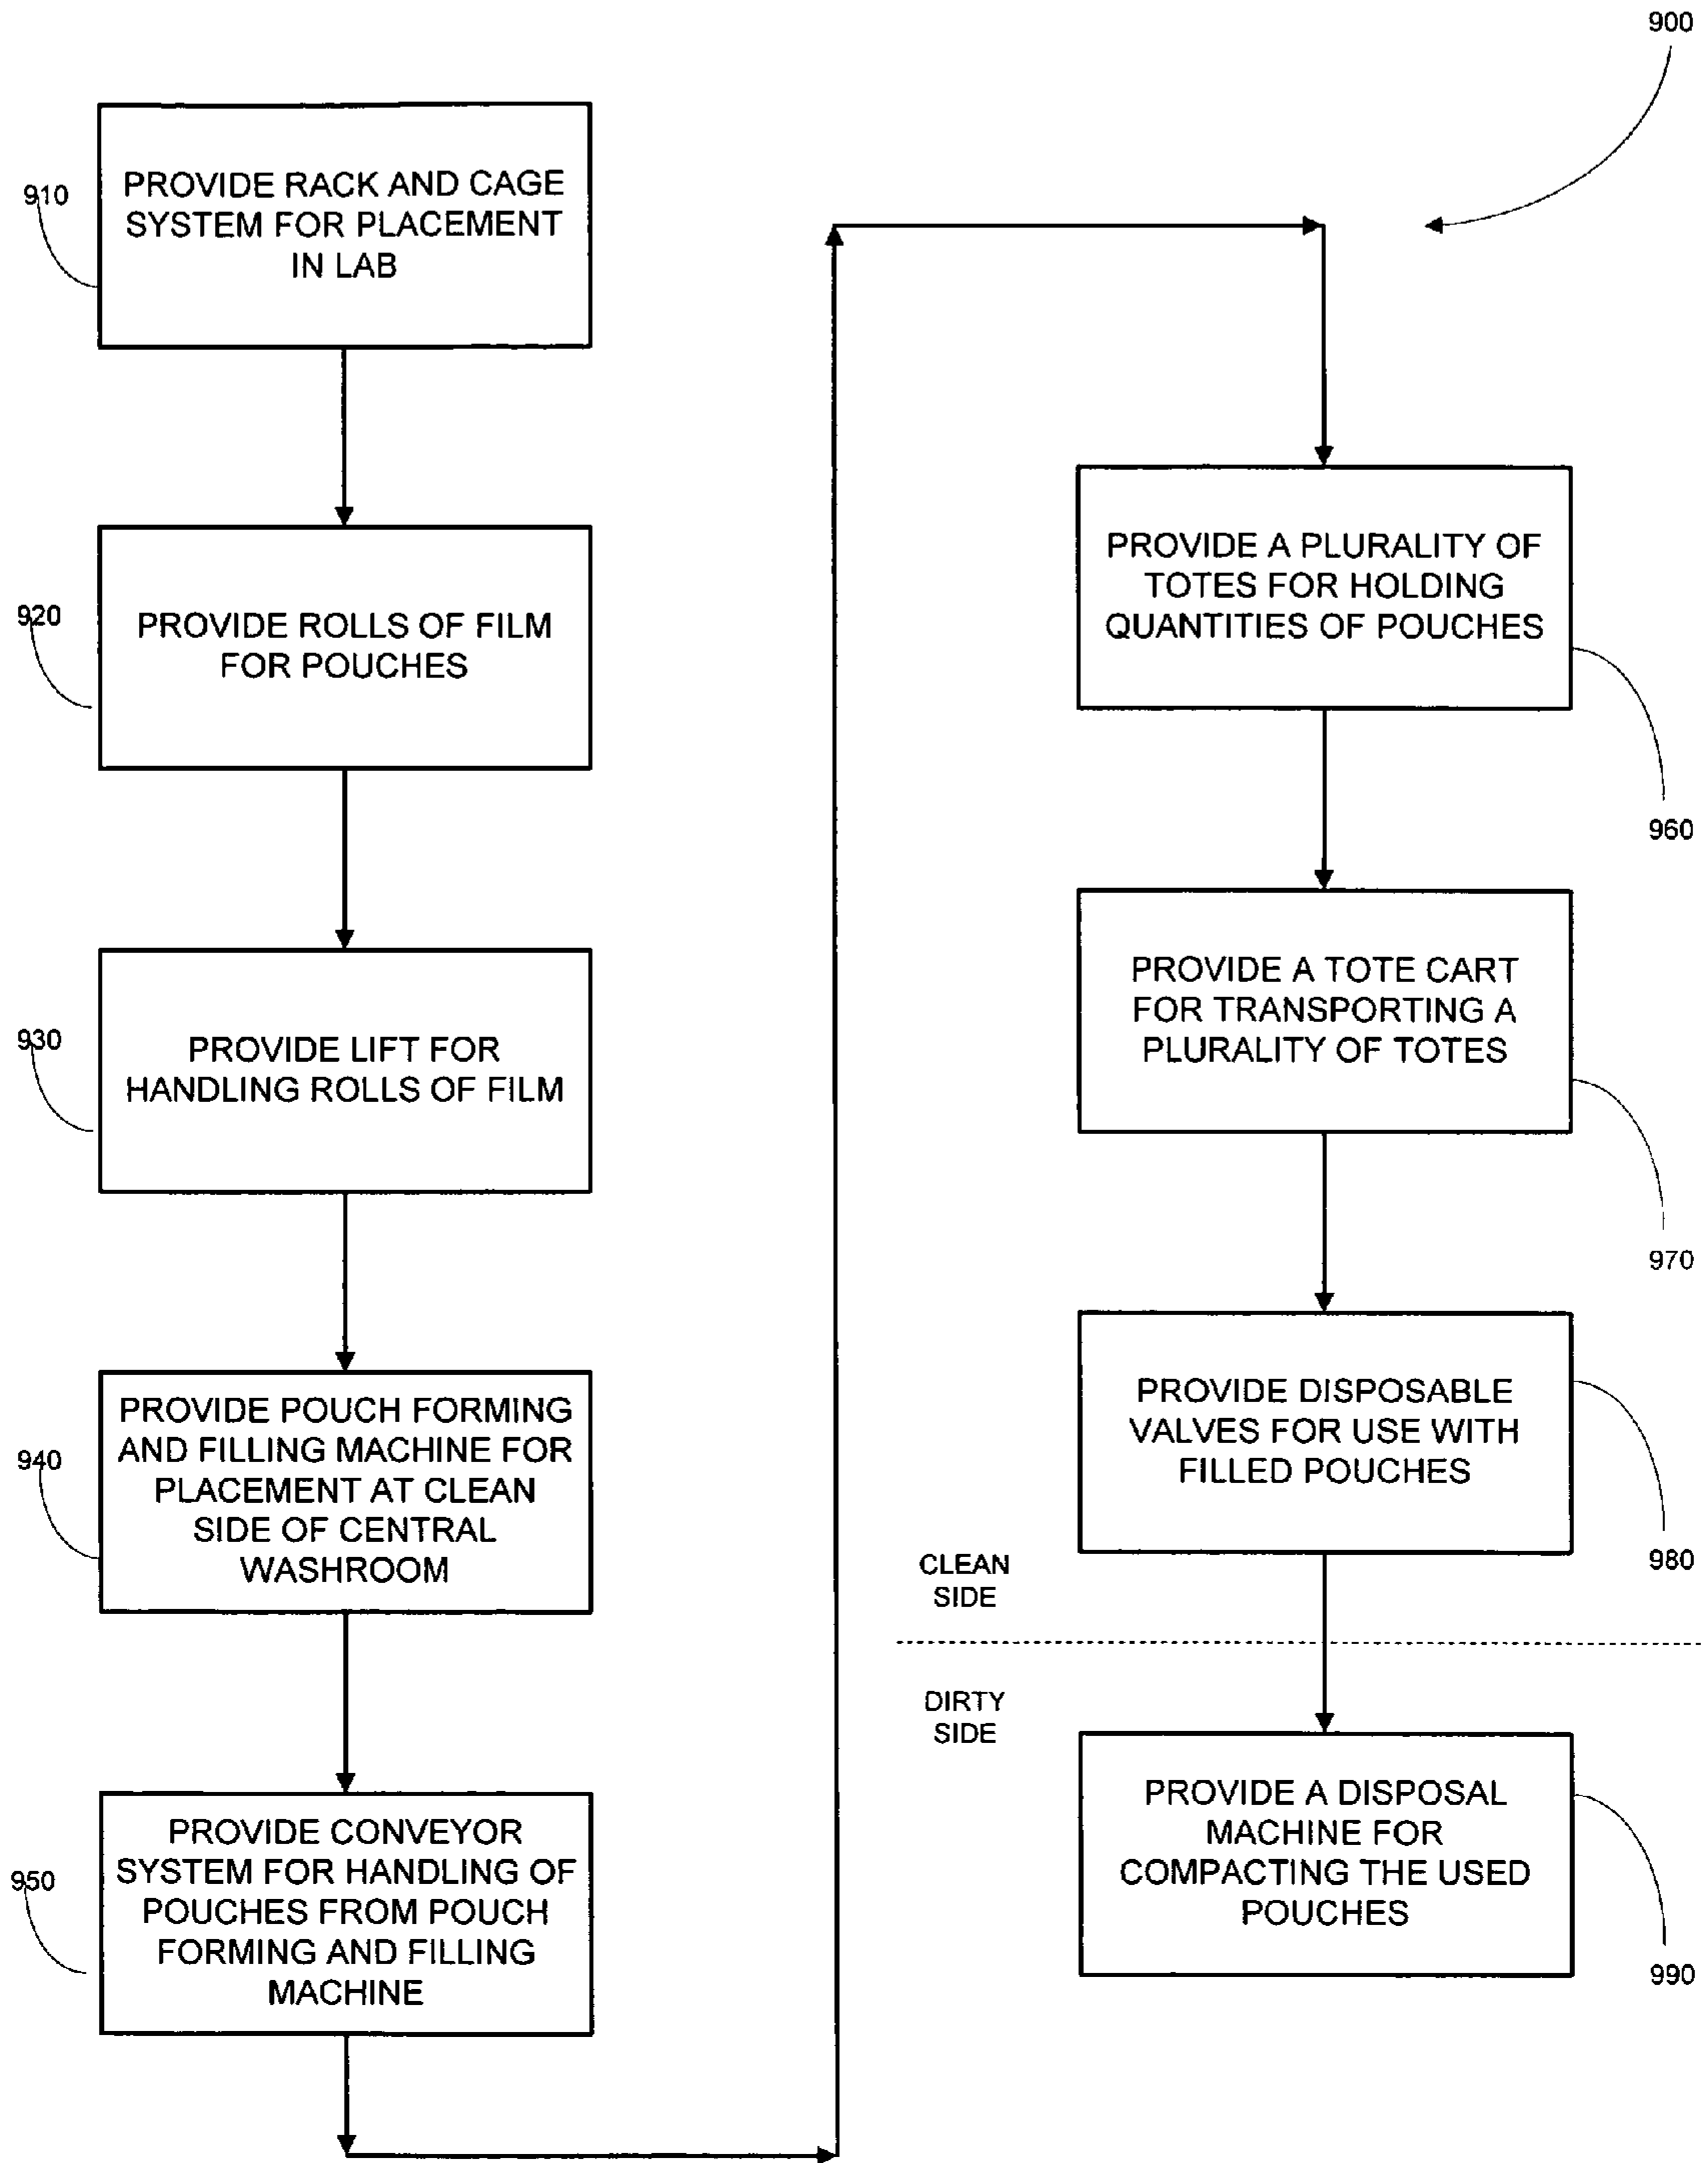 900
910
PROVIDE RACK AND CAGE
SYSTEM FOR PLACEMENT
IN LAB
920
PROVIDE ROLLS OF FILM
FOR POUCHES
930
PROVIDE LIFT FOR
HANDLING ROLLS OF FILM
940
PROVIDE POUCH FORMING
AND FILLING MACHINE FOR
PLACEMENT AT CLEAN
SIDE OF CENTRAL
WASHROOM
950
PROVIDE CONVEYOR
SYSTEM FOR HANDLING OF
POUCHES FROM POUCH
FORMING AND FILLING
MACHINE
PROVIDE A PLURALITY OF
TOTES FOR HOLDING
QUANTITIES OF POUCHES
960
PROVIDE A TOTE CART
FOR TRANSPORTING A
PLURALITY OF TOTES
970
PROVIDE DISPOSABLE
VALVES FOR USE WITH
FILLED POUCHES
980
CLEAN
SIDE
DIRTY
SIDE
PROVIDE A DISPOSAL
MACHINE FOR
COMPACTING THE USED
POUCHES
990